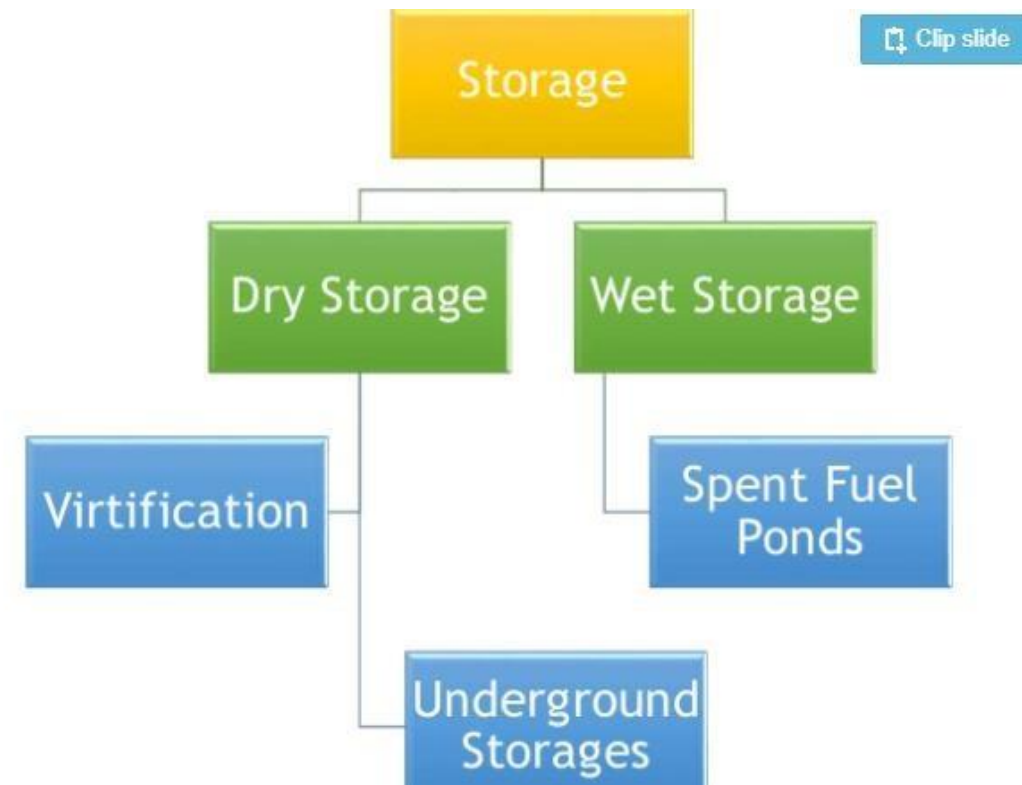 Clip slide
Storage
Dry Storage
Wet Storage
Virtification
Spent Fuel
Ponds
Underground
Storages